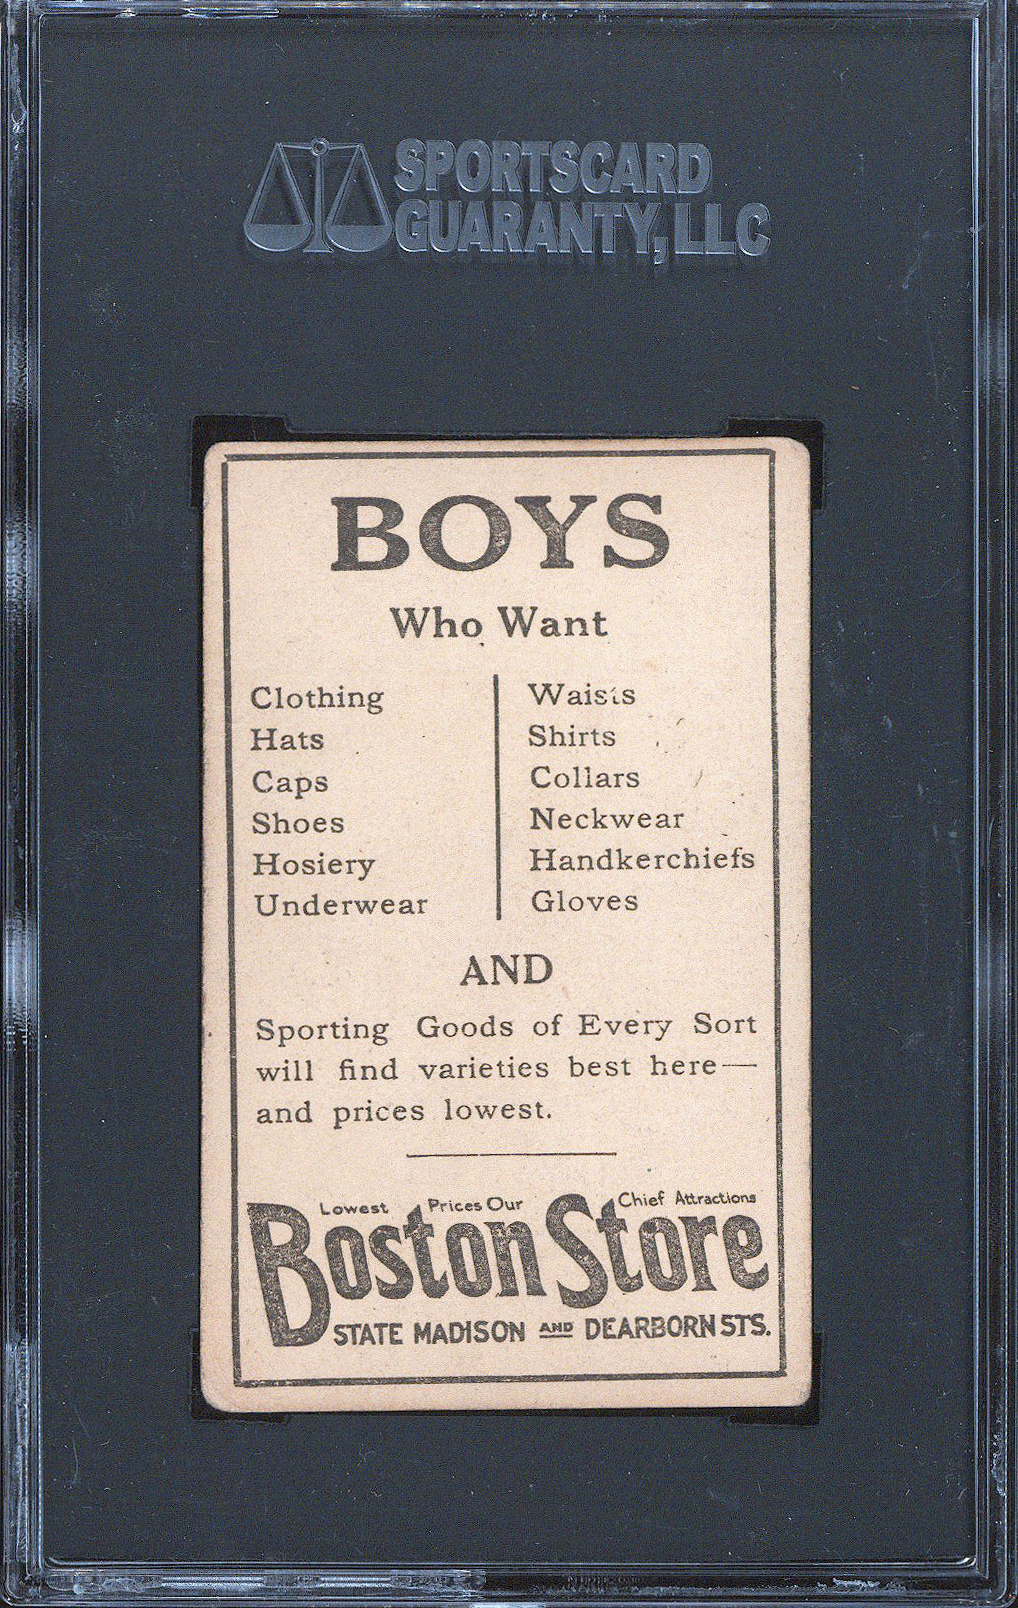 SPORTSCARD
GUARANTY, LLC
BOYS
Who Want
Clothing
Hats
Caps
Shoes
Hosiery
Underwear
Waists
Shirts
Collars
Neckwear
Handkerchiefs
Gloves
AND
Sporting Goods of Every Sort
will find varieties best here—
and prices lowest.
Lowest Prices Our Chief Attractions
Boston Store
STATE MADISON AND DEARBORN STS.